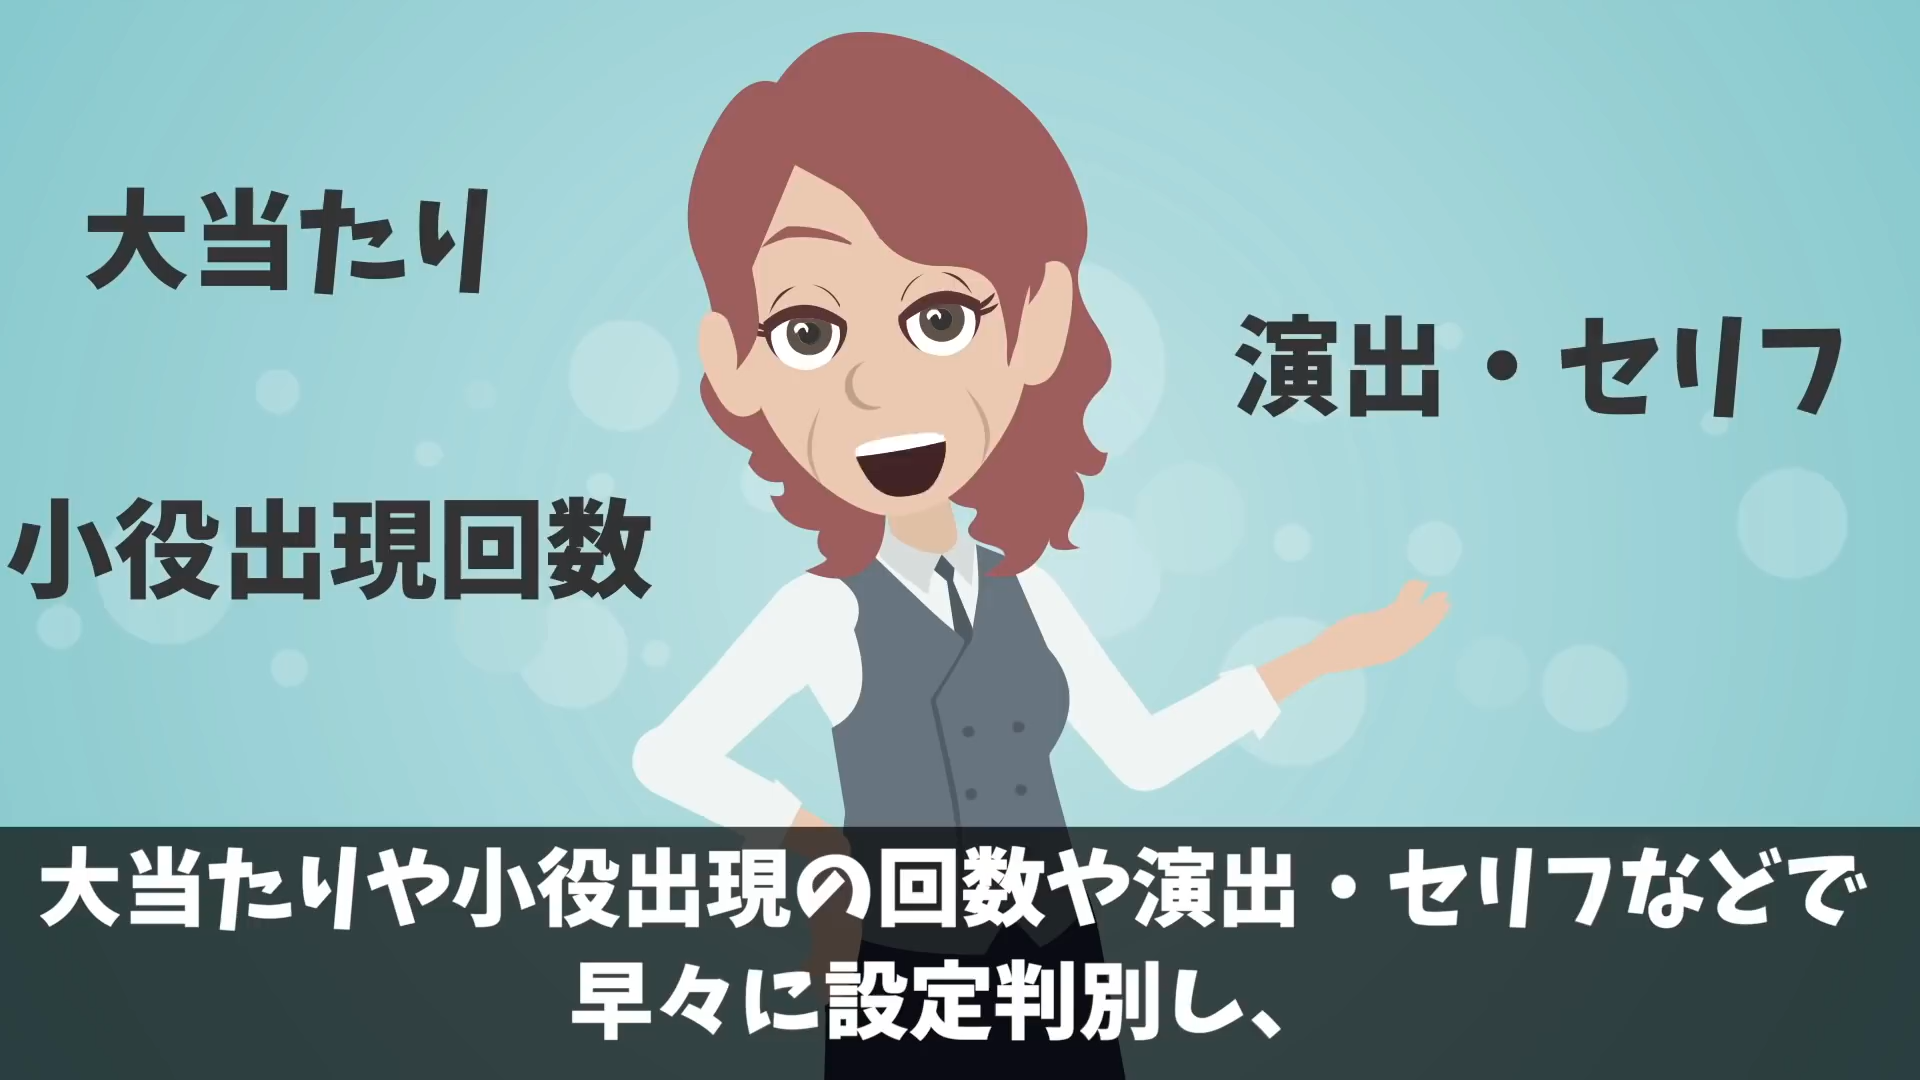 大当たり
演出・セリフ
小役出現回数
大当たりや小役出現の回数や演出・セリフなどで
早々に設定判別し、